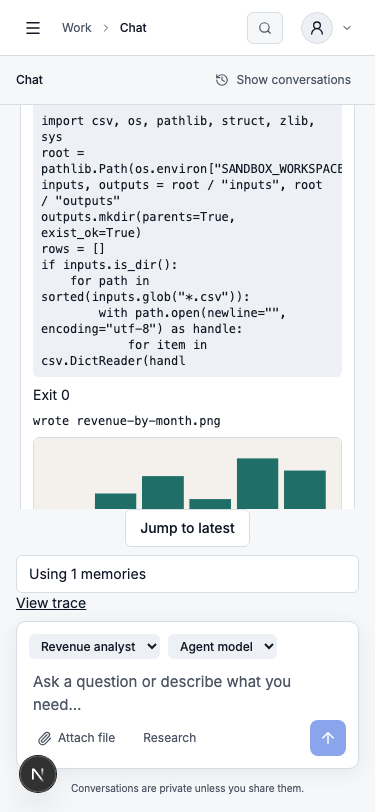 Work > Chat
Chat
Show conversations
import csv, os, pathlib, struct, zlib,
sys
root =
pathlib.Path(os.environ["SANDBOX_WORKSPACE
inputs, outputs = root / "inputs", root
/ "outputs"
outputs.mkdir(parents=True,
exist_ok=True)
rows = []
if inputs.is_dir():
    for path in
sorted(inputs.glob("*.csv")):
        with path.open(newline="",
encoding="utf-8") as handle:
            for item in
csv.DictReader(handl
Exit 0
wrote revenue-by-month.png
Jump to latest
Using 1 memories
View trace
Revenue analyst
Agent model
Ask a question or describe what you
need...
Attach file
Research
N
Conversations are private unless you share them.